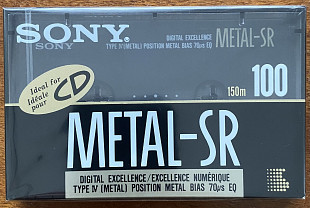 SONY
SONY
DIGITAL EXCELLENCE METAL-SR
TYPE IV (METAL) POSITION METAL BIAS 70µs EQ
150m 100
Ideal for
Idéale
pour
CD
METAL-SR
DIGITAL EXCELLENCE/EXCELLENCE NUMÉRIQUE
TYPE IV (METAL) POSITION METAL BIAS 70µs EQ